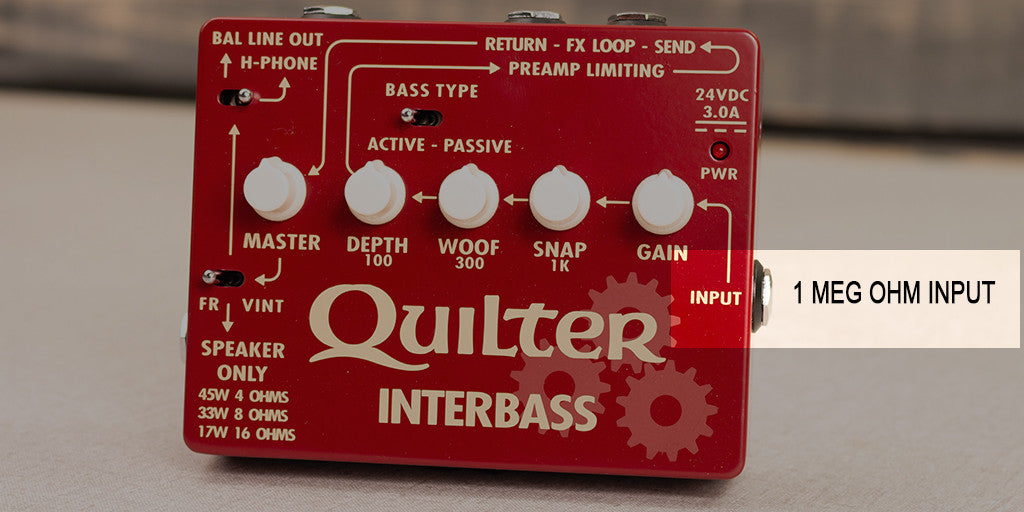 BAL LINE OUT
H-PHONE
RETURN - FX LOOP - SEND
PREAMP LIMITING
BASS TYPE
ACTIVE - PASSIVE
24VDC
3.0A
PWR
MASTER
DEPTH
100
WOOF
300
SNAP
1K
GAIN
INPUT
1 MEG OHM INPUT
FR
VINT
SPEAKER
ONLY
45W 4 OHMS
33W 8 OHMS
17W 16 OHMS
QUILTER
INTERBASS